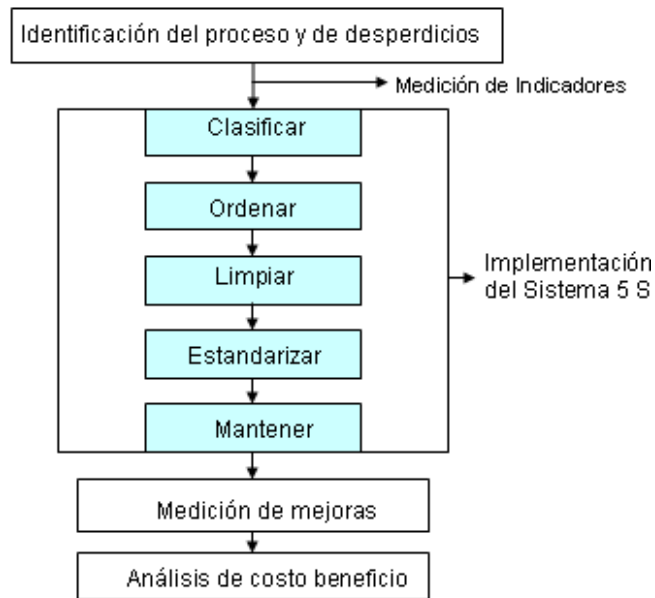 Identificación del proceso y de desperdicios
Medición de Indicadores
Clasificar
Ordenar
Limpiar
Implementación
del Sistema 5 S
Estandarizar
Mantener
Medición de mejoras
Análisis de costo beneficio